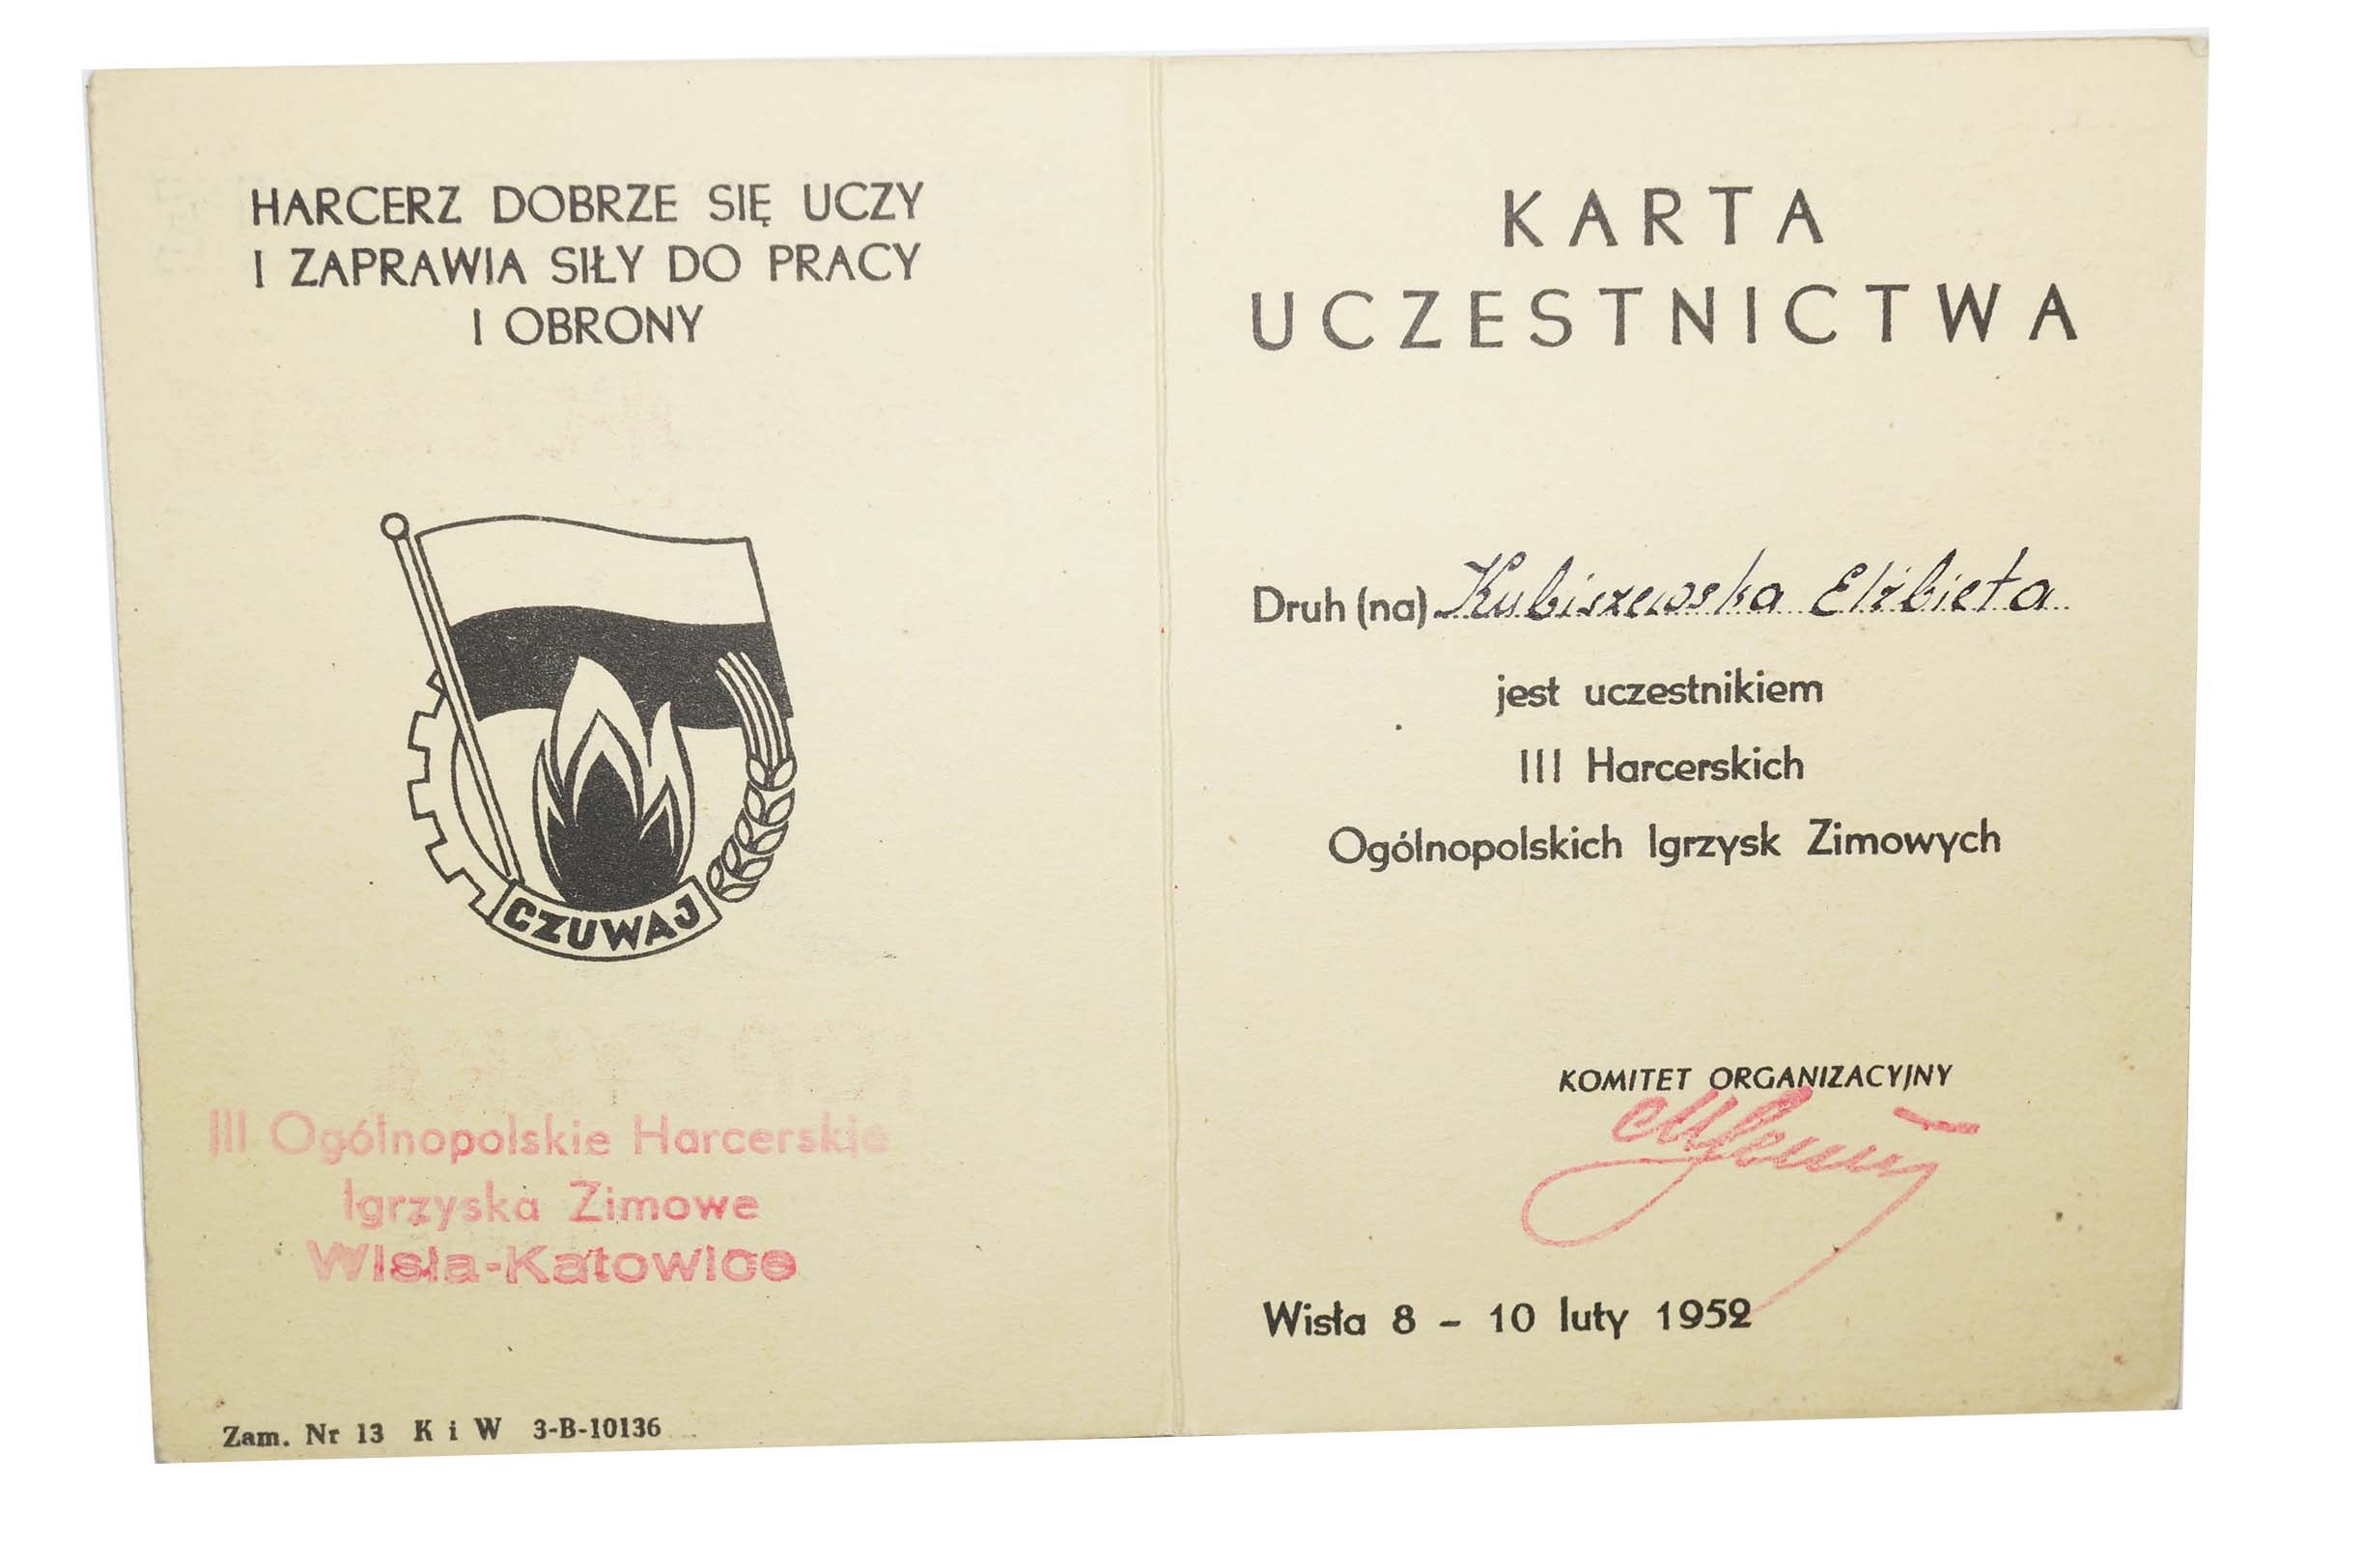 HARCERZ DOBRZE SIĘ UCZY
I ZAPRAWIA SIŁY DO PRACY
I OBRONY
CZUWAJ
III Ogólnopolskie Harcerskie
Igrzyska Zimowe
Wisła-Katowice
Zam. Nr 13 K i W 3-B-10136
KARTA
UCZESTNICTWA
Druh (na) Kubiszewska Elżbieta
jest uczestnikiem
III Harcerskich
Ogólnopolskich Igrzysk Zimowych
KOMITET ORGANIZACYJNY
Wisła 8 – 10 luty 1952